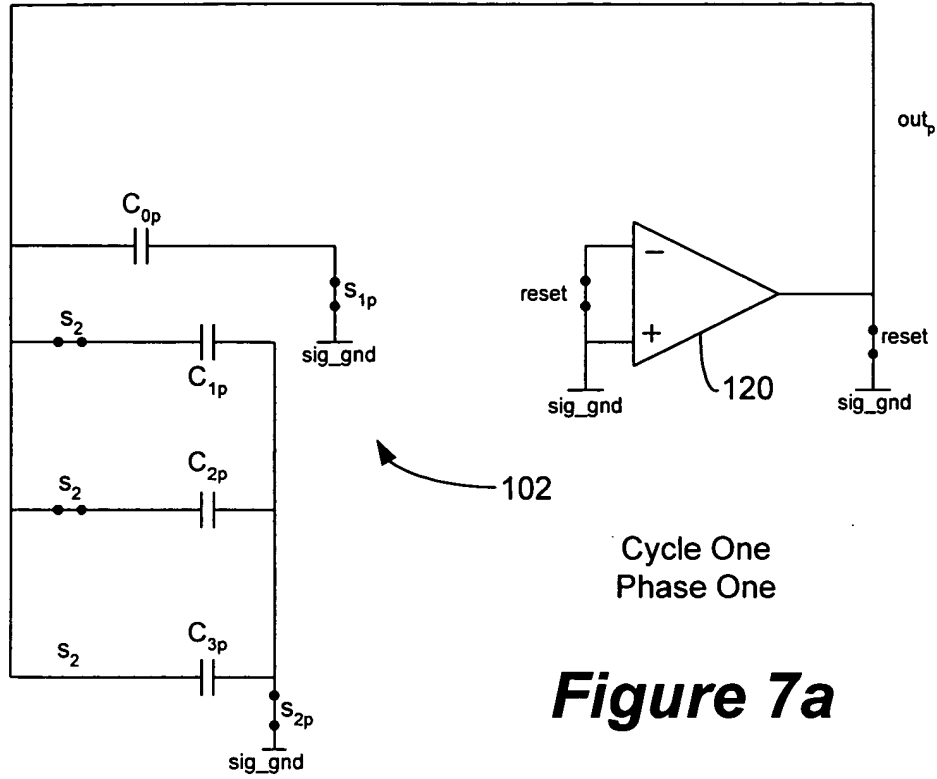 out_p
C_0p
s_1p
reset
−
+
reset
s_2
C_1p
sig_gnd
sig_gnd
120
sig_gnd
C_2p
s_2
102
Cycle One
Phase One
C_3p
s_2
s_2p
Figure 7a
sig_gnd